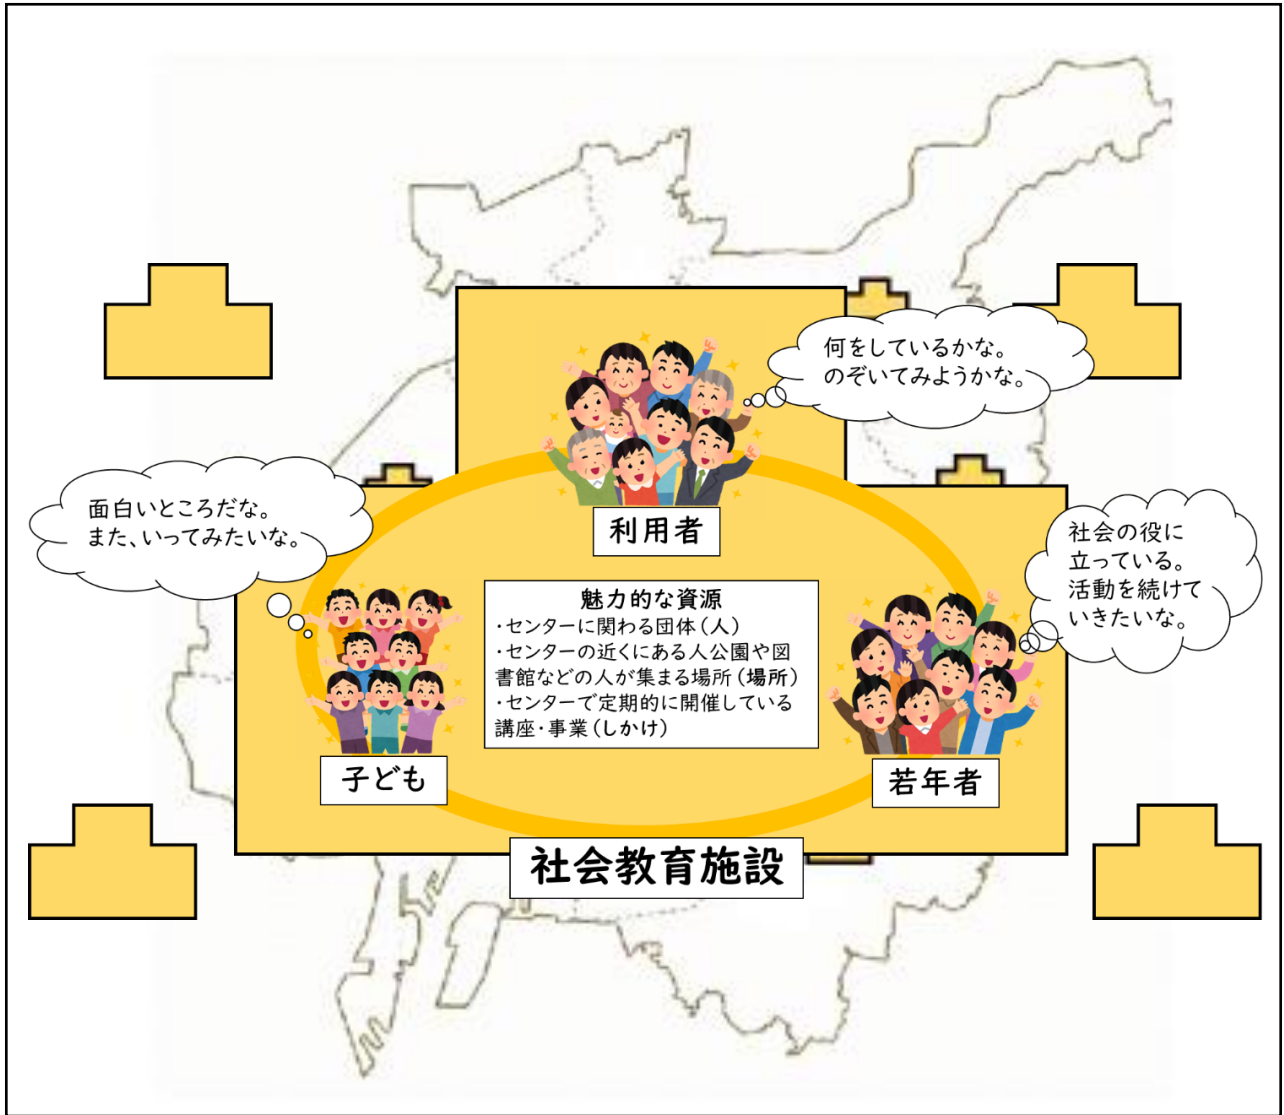 何をしているかな。
のぞいてみようかな。
利用者
面白いところだな。
また、いってみたいな。
社会の役に
立っている。
活動を続けて
いきたいな。
魅力的な資源
・センターに関わる団体(人)
・センターの近くにある人公園や図
書館などの人が集まる場所(場所)
・センターで定期的に開催している
講座・事業(しかけ)
子ども
若年者
社会教育施設